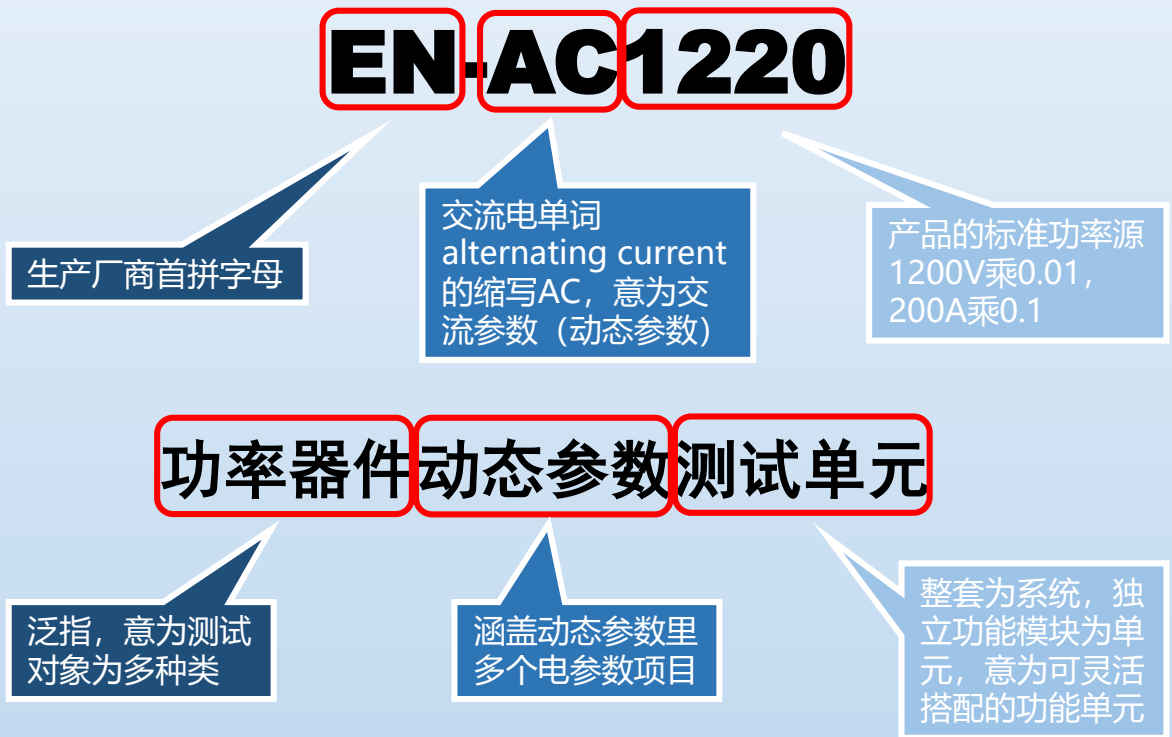 EN-AC1220
生产厂商首拼字母
交流电单词
alternating current
的缩写AC，意为交
流参数（动态参数）
产品的标准功率源
1200V乘0.01，
200A乘0.1
功率器件动态参数测试单元
泛指，意为测试
对象为多种类
涵盖动态参数里
多个电参数项目
整套为系统，独
立功能模块为单
元，意为可灵活
搭配的功能单元